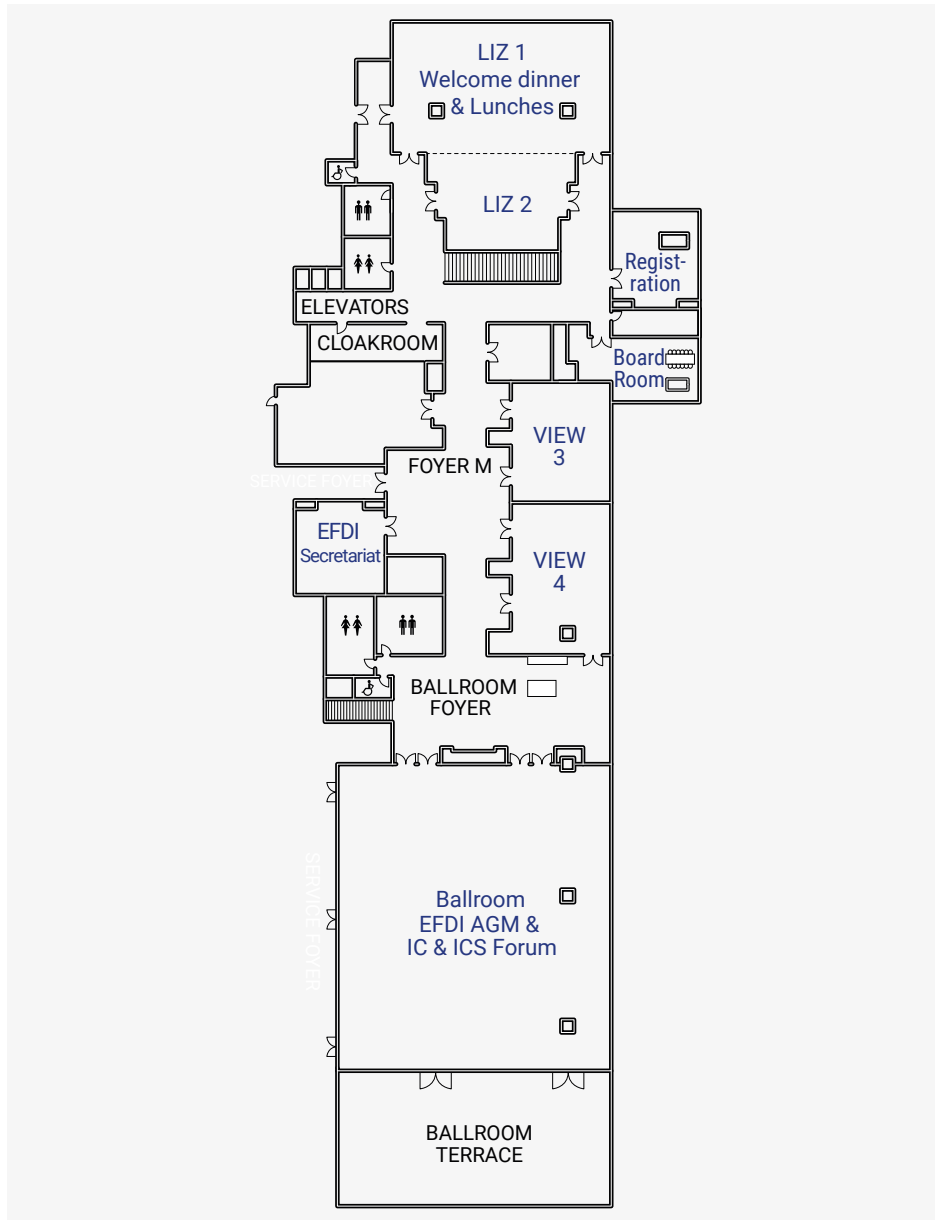 LIZ 1
Welcome dinner
& Lunches
LIZ 2
Regist-
ration
ELEVATORS
CLOAKROOM
Board
Room
VIEW
3
FOYER M
SERVICE FOYER
EFDI
Secretariat
VIEW
4
BALLROOM
FOYER
SERVICE FOYER
Ballroom
EFDI AGM &
IC & ICS Forum
BALLROOM
TERRACE